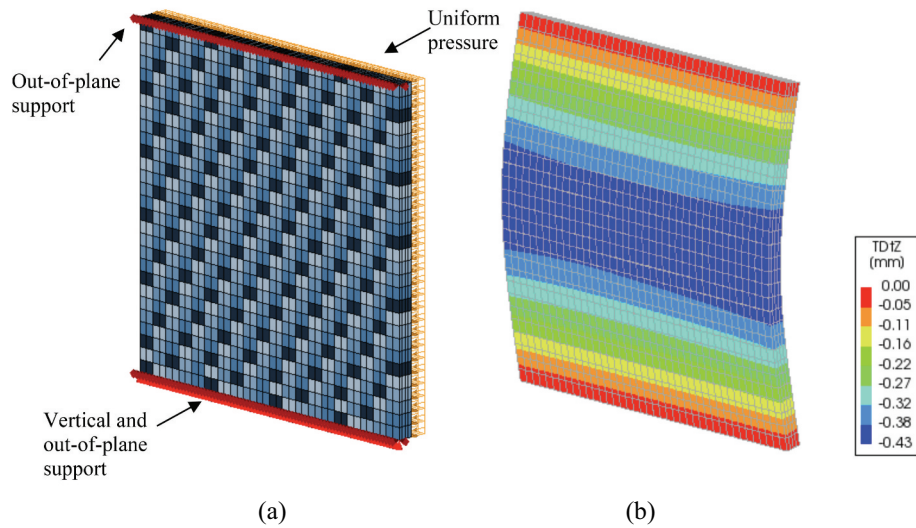 Uniform
pressure
Out-of-plane
support
Vertical and
out-of-plane
support
TDtZ
(mm)
0.00
-0.05
-0.11
-0.16
-0.22
-0.27
-0.32
-0.38
-0.43
(a)
(b)